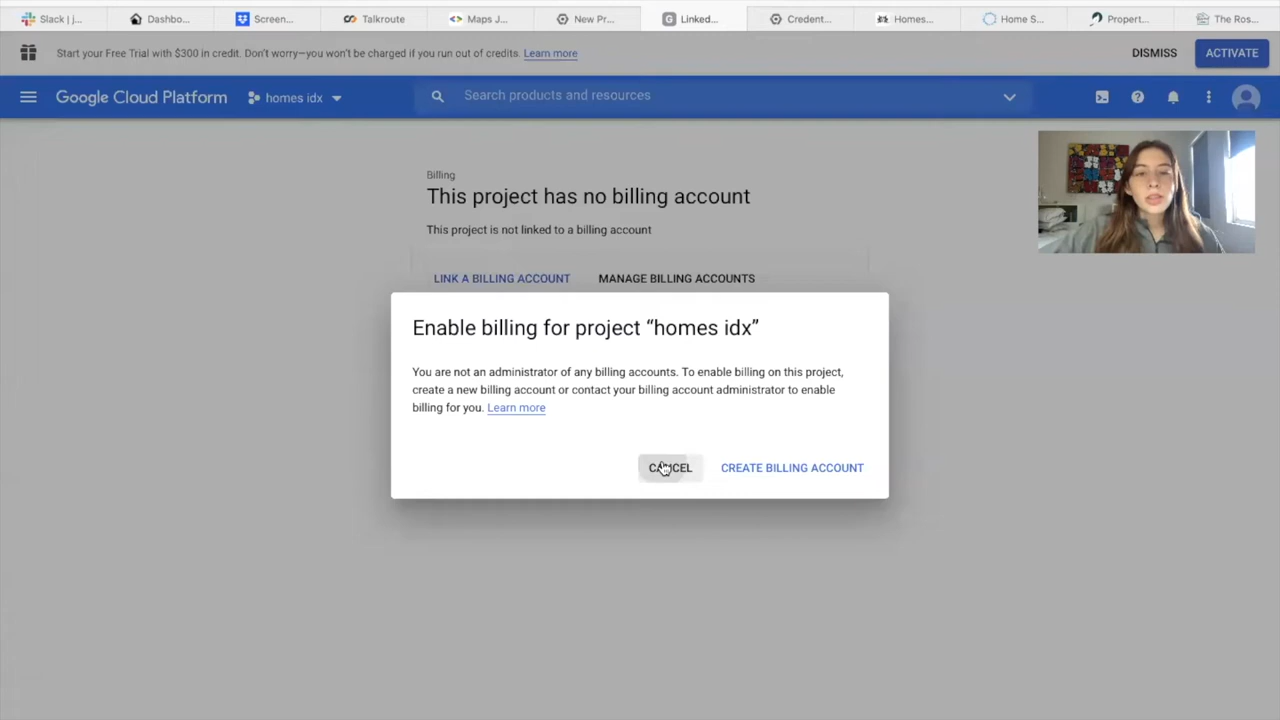 Slack | j...
Dashbo...
Screen...
Talkroute
Maps J...
New Pr...
Linked...
Credent...
Homes...
Home S...
Propert...
The Ros...
Start your Free Trial with $300 in credit. Don't worry—you won't be charged if you run out of credits. Learn more
DISMISS
ACTIVATE
Google Cloud Platform
homes idx
Search products and resources
Billing
This project has no billing account
This project is not linked to a billing account
LINK A BILLING ACCOUNT
MANAGE BILLING ACCOUNTS
Enable billing for project “homes idx”
You are not an administrator of any billing accounts. To enable billing on this project,
create a new billing account or contact your billing account administrator to enable
billing for you. Learn more
CANCEL
CREATE BILLING ACCOUNT